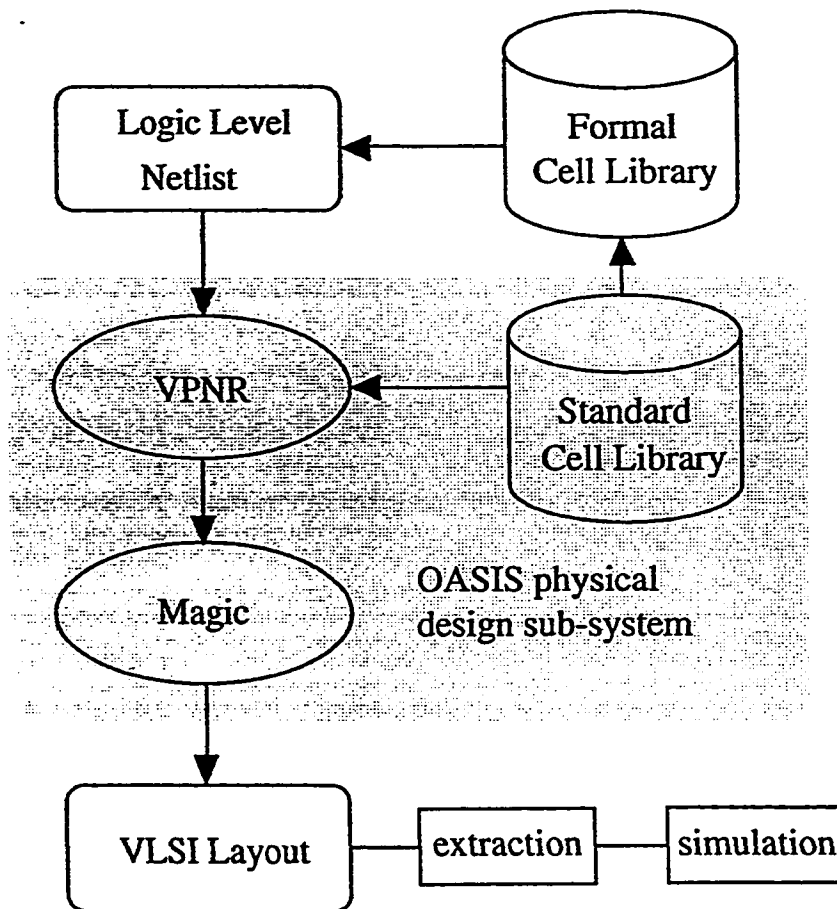 Logic Level
Netlist
Formal
Cell Library
VPNR
Standard
Cell Library
Magic
OASIS physical
design sub-system
VLSI Layout
extraction
simulation